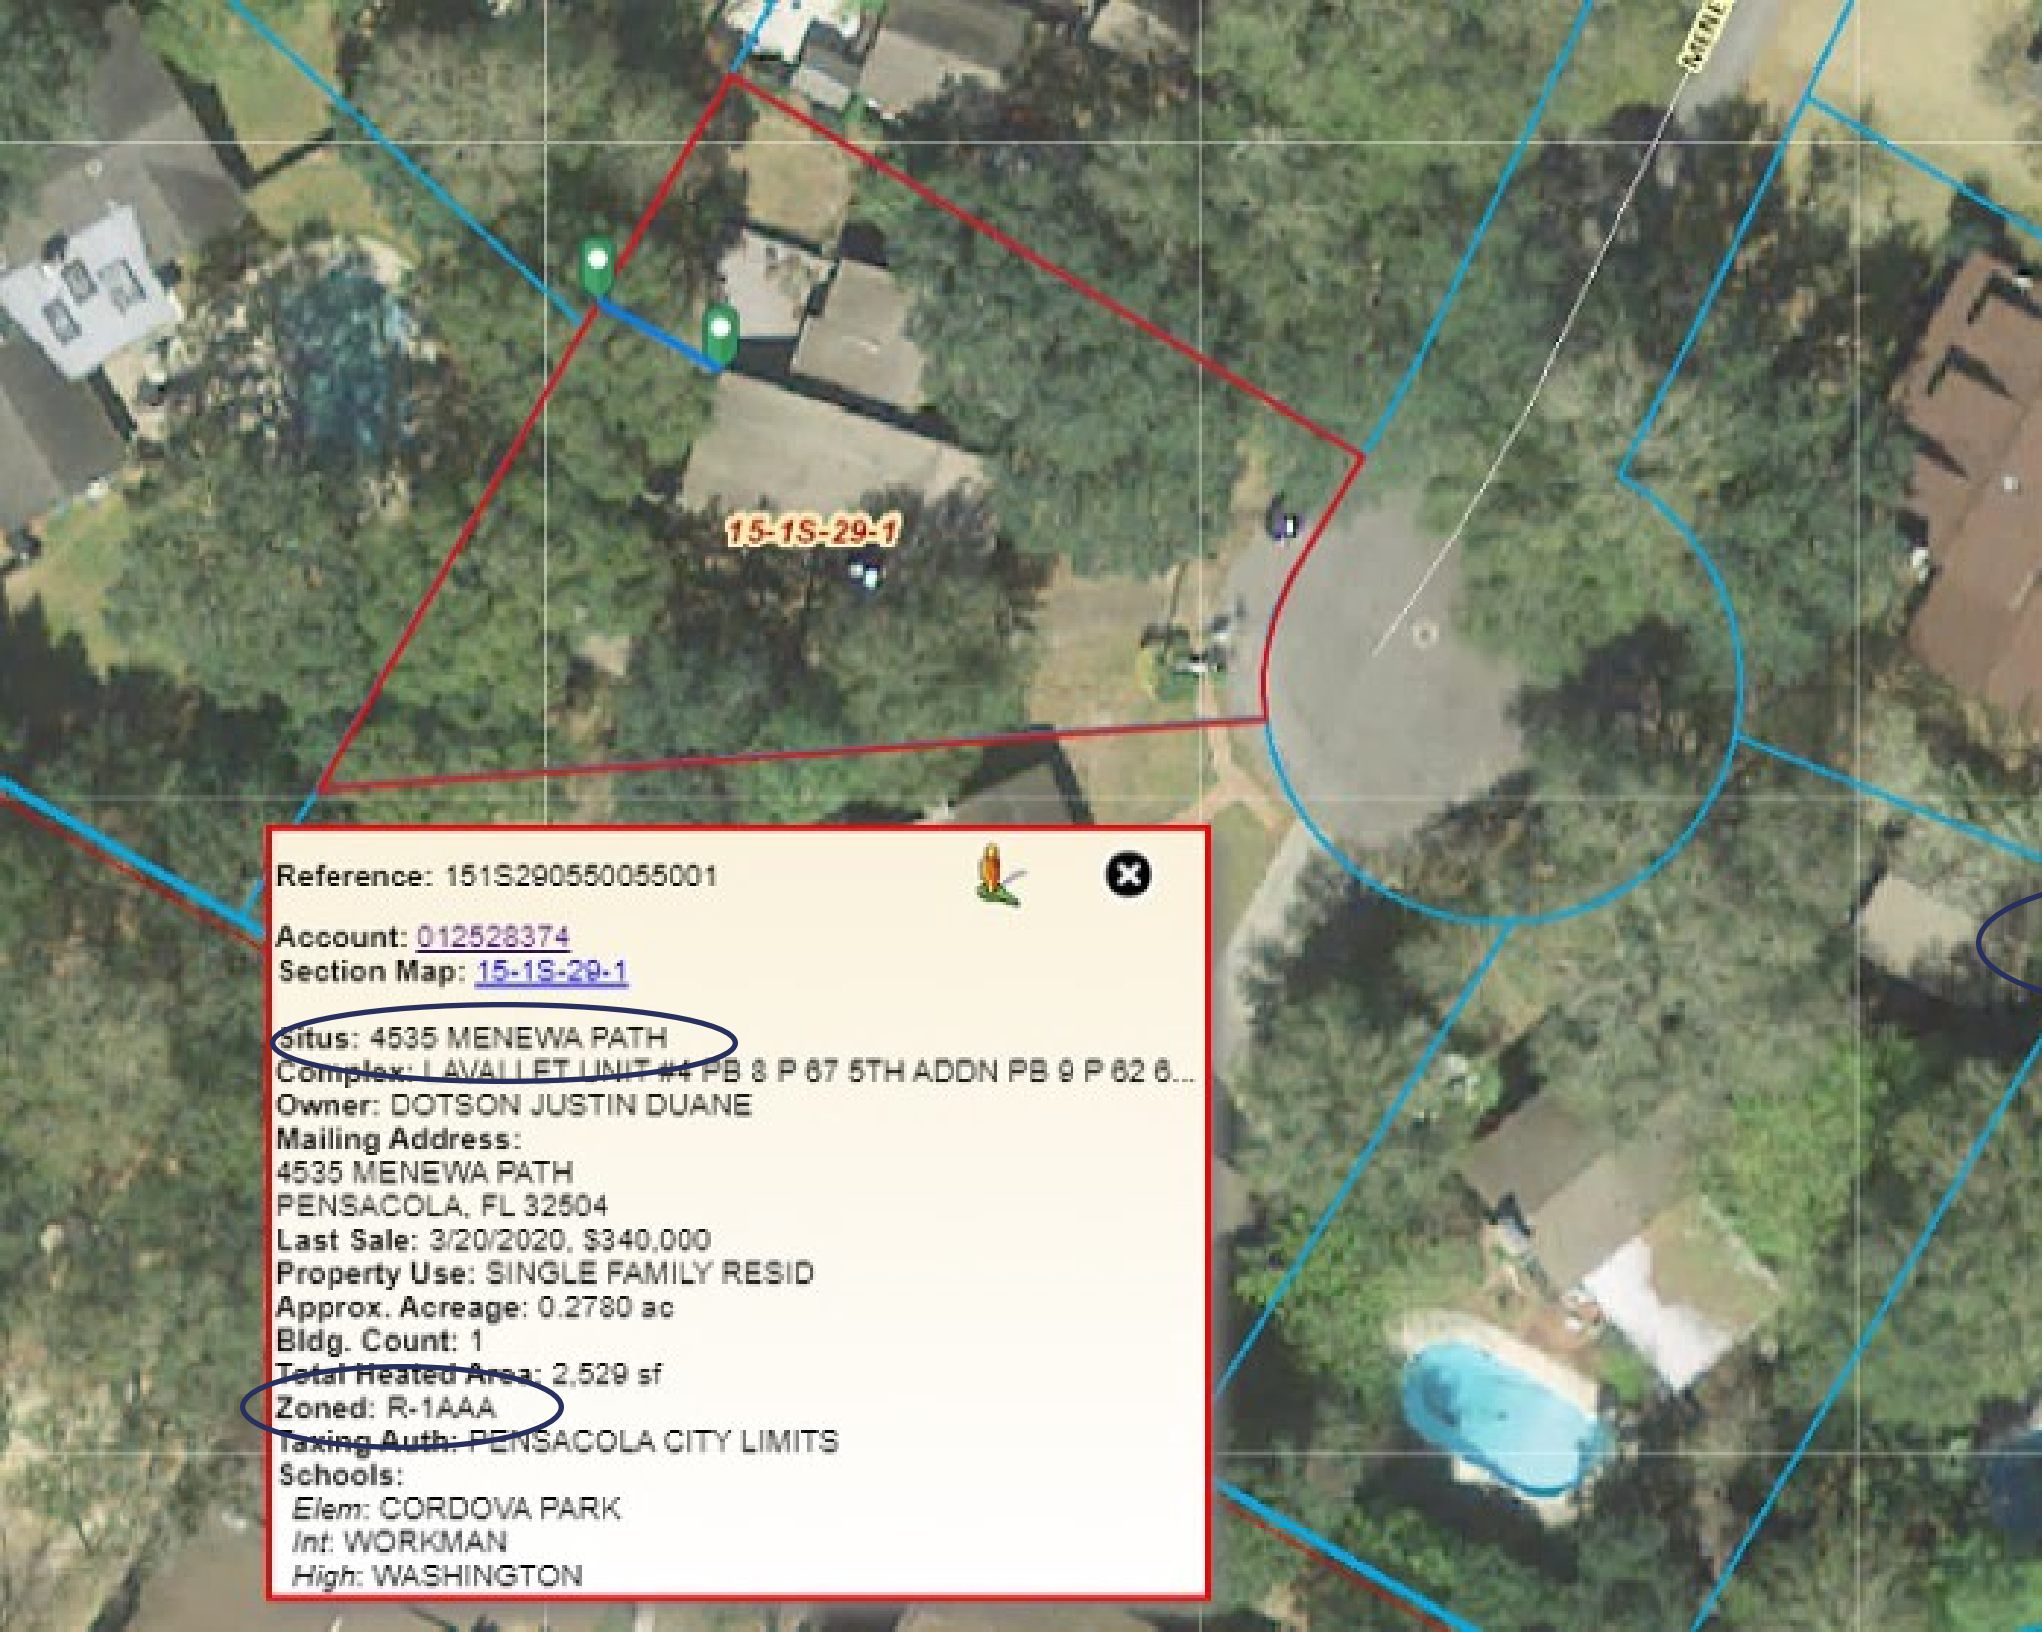 MENE
15-1S-29-1
Reference: 151S290550055001
Account: 012528374
Section Map: 15-1S-29-1
Situs: 4535 MENEWA PATH
Complex: LAVALLET UNIT #4 PB 8 P 67 5TH ADDN PB 9 P 62 6...
Owner: DOTSON JUSTIN DUANE
Mailing Address:
4535 MENEWA PATH
PENSACOLA, FL 32504
Last Sale: 3/20/2020, $340,000
Property Use: SINGLE FAMILY RESID
Approx. Acreage: 0.2780 ac
Bldg. Count: 1
Total Heated Area: 2,529 sf
Zoned: R-1AAA
Taxing Auth: PENSACOLA CITY LIMITS
Schools:
Elem: CORDOVA PARK
Int: WORKMAN
High: WASHINGTON